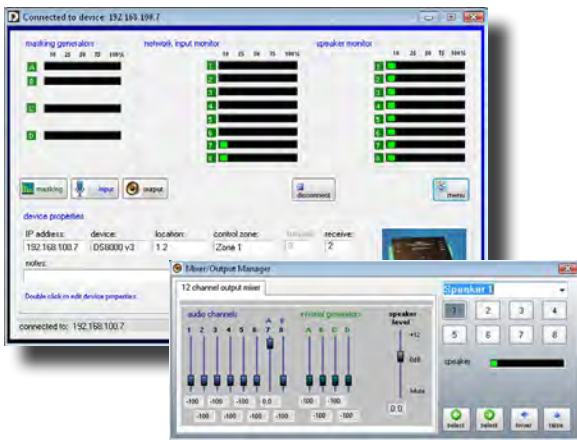 Connected to device: 192.168.100.7
masking generators
10 25 50 75 100%
A
B
C
D
network input monitor
10 25 50 75 100%
1
2
3
4
5
6
7
8
speaker monitor
10 25 50 75 100%
1
2
3
4
5
6
7
8
masking
input
output
disconnect
menu
device properties
IP address: device: location: control zone: receive:
192.168.100.7 DS8000 v3 1.2 Zone 1 2
notes:
Double click to edit device properties.
connected to: 192.168.100.7
Mixer/Output Manager
12 channel output mixer
audio channels
A B
1 2 3 4 5 6 7 8
-100 -100 -100 0.0
-100 -100 -100 -100
A B C D
-100 -100
-100 -100
speaker level
+12
0dB
Mute
0.0
Speaker 1
1 2 3 4
5 6 7 8
speaker
select
select